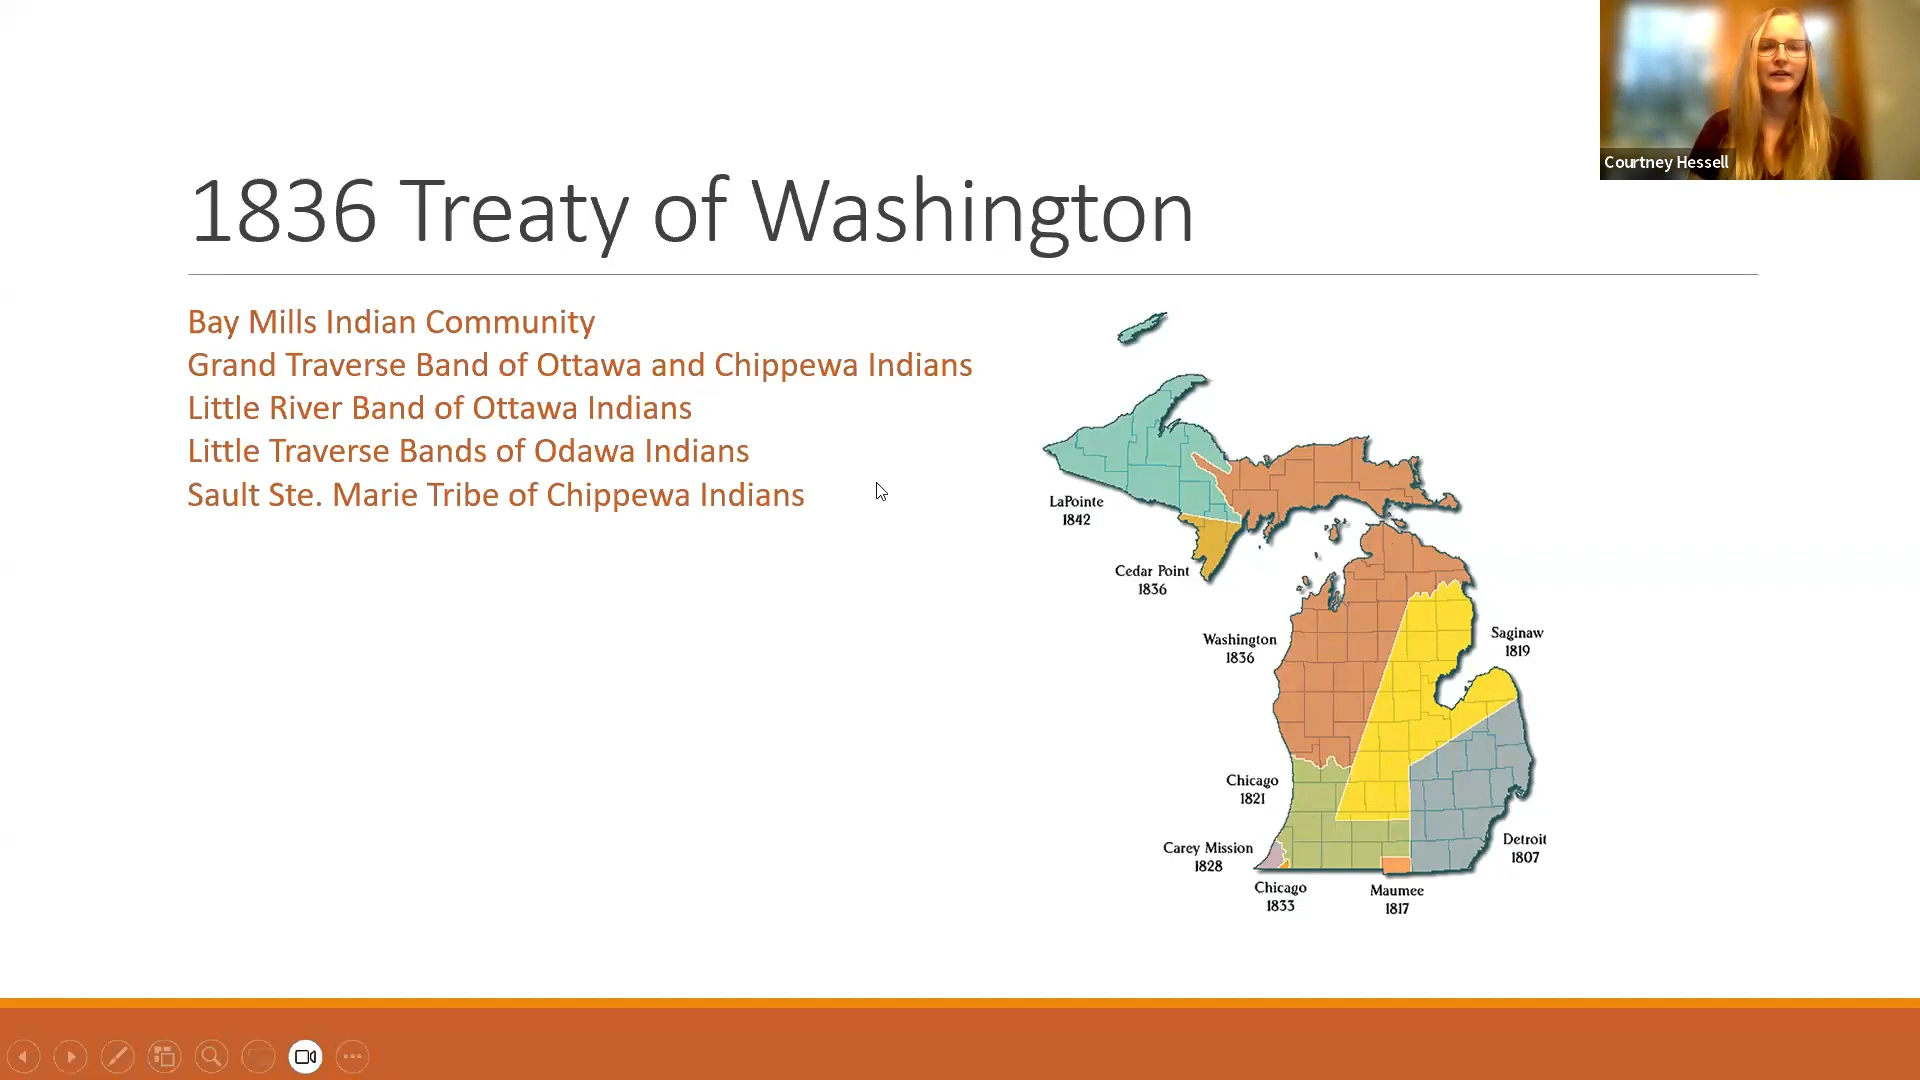 Courtney Hessell
1836 Treaty of Washington
Bay Mills Indian Community
Grand Traverse Band of Ottawa and Chippewa Indians
Little River Band of Ottawa Indians
Little Traverse Bands of Odawa Indians
Sault Ste. Marie Tribe of Chippewa Indians
LaPointe
1842
Cedar Point
1836
Washington
1836
Saginaw
1819
Chicago
1821
Carey Mission
1828
Detroit
1807
Chicago
1833
Maumee
1817